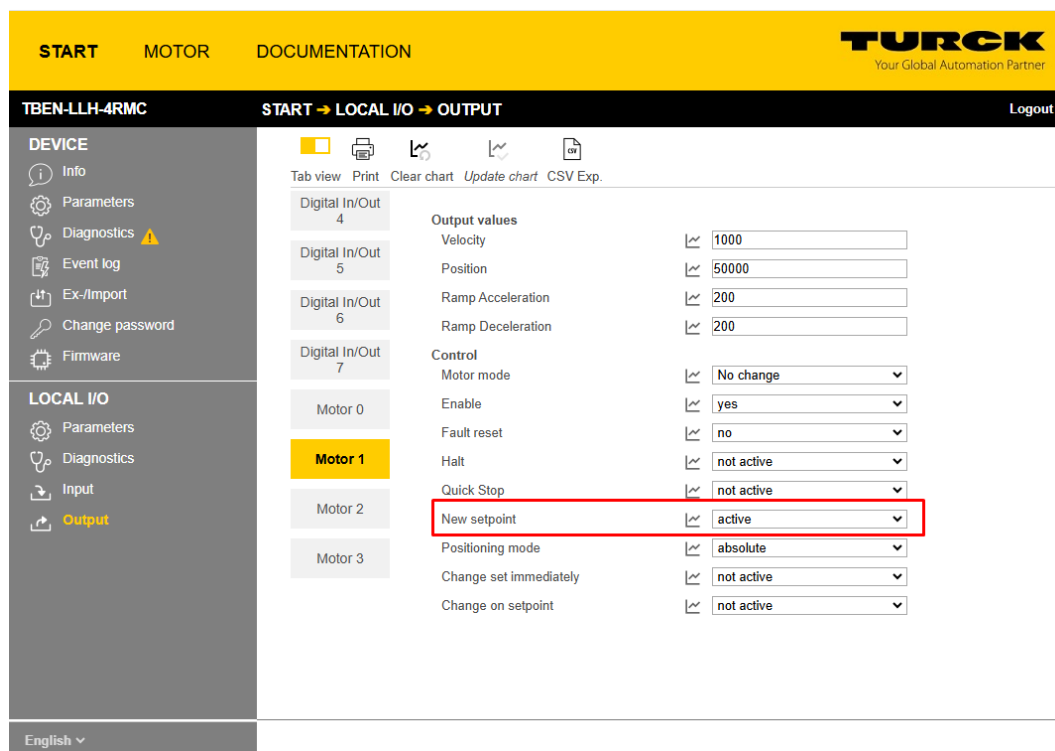 START MOTOR DOCUMENTATION
TURCK
Your Global Automation Partner
TBEN-LLH-4RMC
START ➔ LOCAL I/O ➔ OUTPUT
Logout
DEVICE
Info
Parameters
Diagnostics
Event log
Ex-/Import
Change password
Firmware
LOCAL I/O
Parameters
Diagnostics
Input
Output
English
CSV
Tab view Print Clear chart Update chart CSV Exp.
Digital In/Out
4
Digital In/Out
5
Digital In/Out
6
Digital In/Out
7
Motor 0
Motor 1
Motor 2
Motor 3
Output values
Velocity 1000
Position 50000
Ramp Acceleration 200
Ramp Deceleration 200
Control
Motor mode No change
Enable yes
Fault reset no
Halt not active
Quick Stop not active
New setpoint active
Positioning mode absolute
Change set immediately not active
Change on setpoint not active